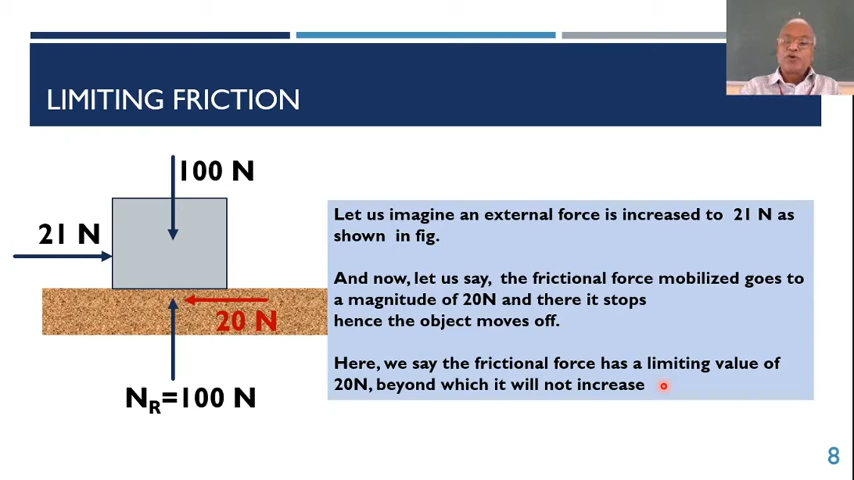 LIMITING FRICTION
100 N
21 N
20 N
NR=100 N
Let us imagine an external force is increased to 21 N as
shown in fig.
And now, let us say, the frictional force mobilized goes to
a magnitude of 20N and there it stops
hence the object moves off.
Here, we say the frictional force has a limiting value of
20N, beyond which it will not increase
8